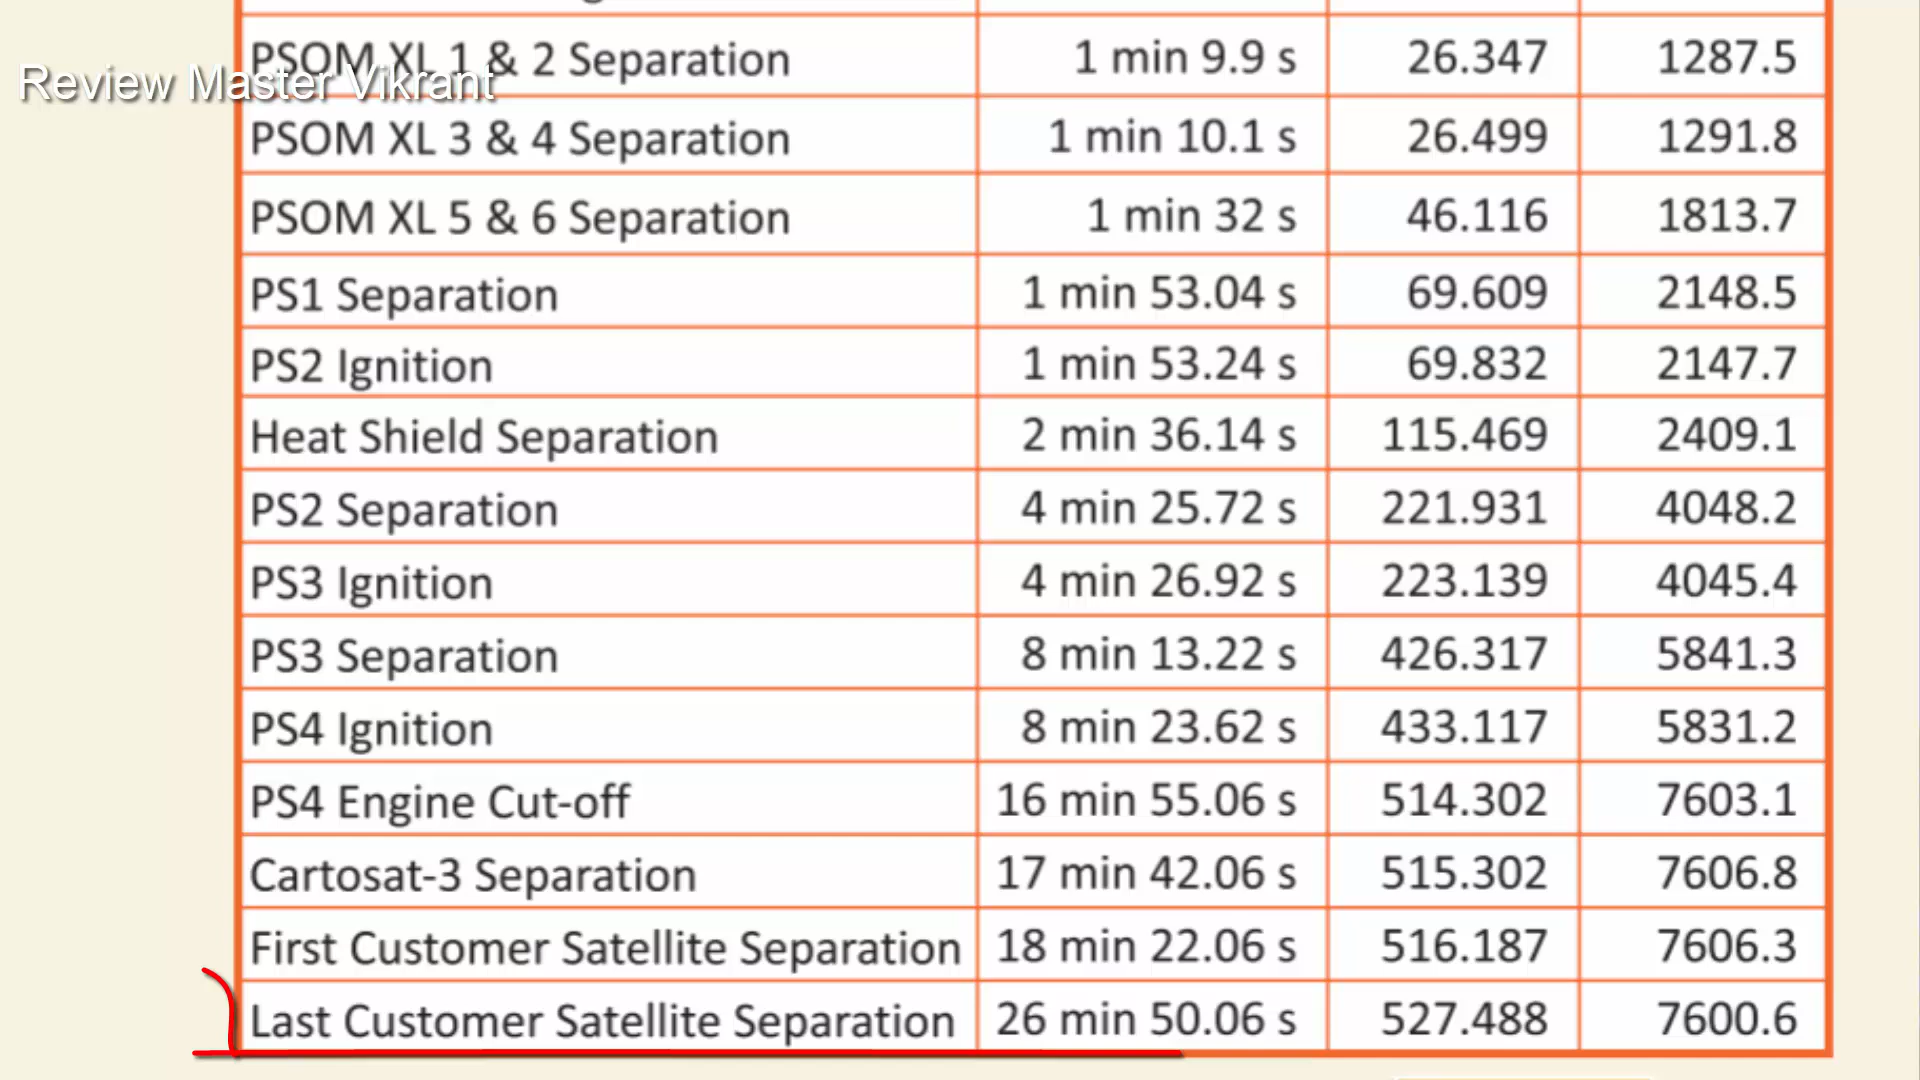 PSOM XL 1 & 2 Separation 1 min 9.9 s 26.347 1287.5
Review Master Vikrant
PSOM XL 3 & 4 Separation 1 min 10.1 s 26.499 1291.8
PSOM XL 5 & 6 Separation 1 min 32 s 46.116 1813.7
PS1 Separation 1 min 53.04 s 69.609 2148.5
PS2 Ignition 1 min 53.24 s 69.832 2147.7
Heat Shield Separation 2 min 36.14 s 115.469 2409.1
PS2 Separation 4 min 25.72 s 221.931 4048.2
PS3 Ignition 4 min 26.92 s 223.139 4045.4
PS3 Separation 8 min 13.22 s 426.317 5841.3
PS4 Ignition 8 min 23.62 s 433.117 5831.2
PS4 Engine Cut-off 16 min 55.06 s 514.302 7603.1
Cartosat-3 Separation 17 min 42.06 s 515.302 7606.8
First Customer Satellite Separation 18 min 22.06 s 516.187 7606.3
Last Customer Satellite Separation 26 min 50.06 s 527.488 7600.6